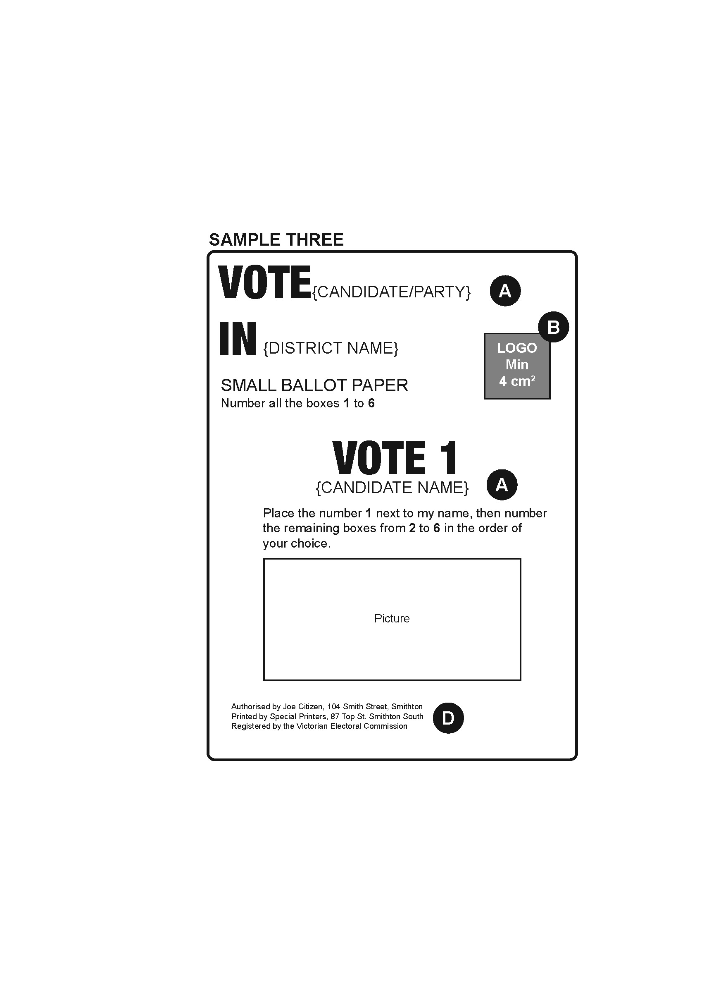 SAMPLE THREE
VOTE {CANDIDATE/PARTY} A
B
IN {DISTRICT NAME}
LOGO
Min
4 cm²
SMALL BALLOT PAPER
Number all the boxes 1 to 6
VOTE 1
{CANDIDATE NAME} A
Place the number 1 next to my name, then number
the remaining boxes from 2 to 6 in the order of
your choice.
Picture
Authorised by Joe Citizen, 104 Smith Street, Smithton
Printed by Special Printers, 87 Top St. Smithton South
Registered by the Victorian Electoral Commission
D